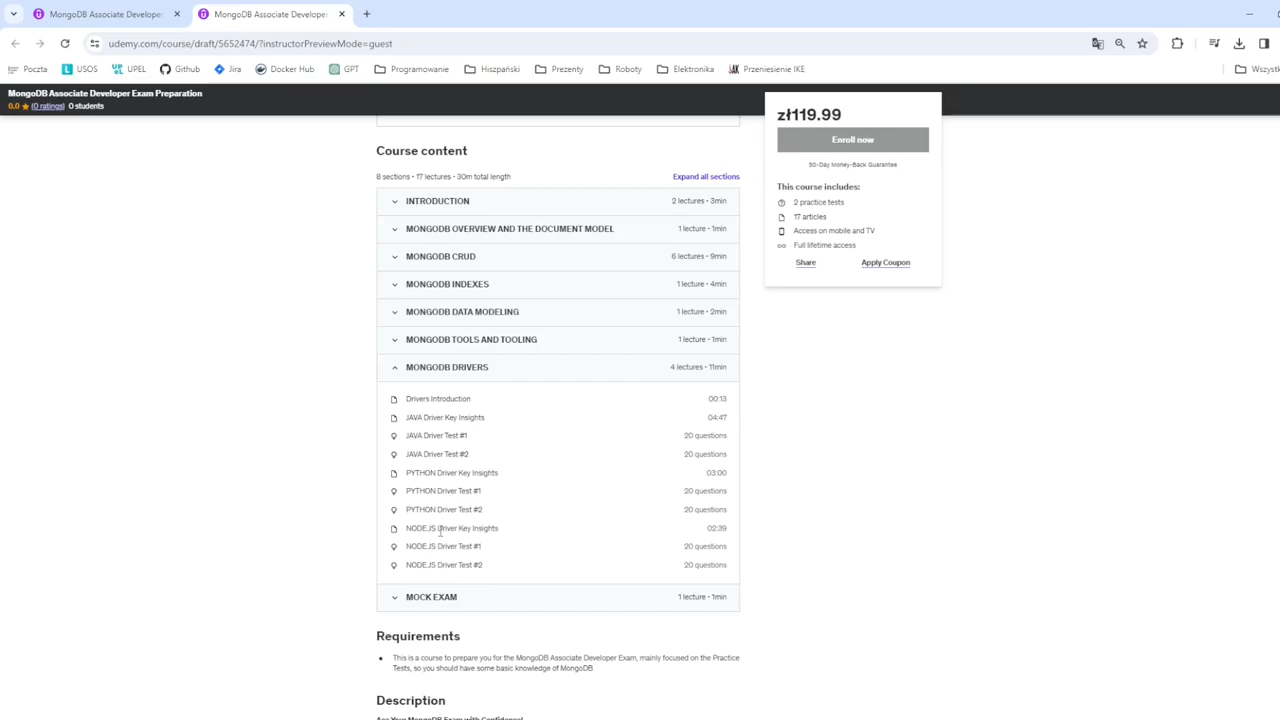 MongoDB Associate Developer
MongoDB Associate Developer
udemy.com/course/draft/5652474/?instructorPreviewMode=guest
Poczta USOS UPEL Github Jira Docker Hub GPT Programowanie Hiszpański Prezenty Roboty Elektronika Przeniesienie IKE Wszystk
MongoDB Associate Developer Exam Preparation
0.0 (0 ratings) 0 students
zł119.99
Enroll now
30-Day Money-Back Guarantee
This course includes:
2 practice tests
17 articles
Access on mobile and TV
Full lifetime access
Share Apply Coupon
Course content
8 sections • 17 lectures • 30m total length Expand all sections
INTRODUCTION 2 lectures • 3min
MONGODB OVERVIEW AND THE DOCUMENT MODEL 1 lecture • 1min
MONGODB CRUD 6 lectures • 9min
MONGODB INDEXES 1 lecture • 4min
MONGODB DATA MODELING 1 lecture • 2min
MONGODB TOOLS AND TOOLING 1 lecture • 1min
MONGODB DRIVERS 4 lectures • 11min
Drivers Introduction 00:13
JAVA Driver Key Insights 04:47
JAVA Driver Test #1 20 questions
JAVA Driver Test #2 20 questions
PYTHON Driver Key Insights 03:00
PYTHON Driver Test #1 20 questions
PYTHON Driver Test #2 20 questions
NODE.JS Driver Key Insights 02:39
NODE.JS Driver Test #1 20 questions
NODE.JS Driver Test #2 20 questions
MOCK EXAM 1 lecture • 1min
Requirements
This is a course to prepare you for the MongoDB Associate Developer Exam, mainly focused on the Practice
Tests, so you should have some basic knowledge of MongoDB
Description
Ace Your MongoDB Exam with Confidence!